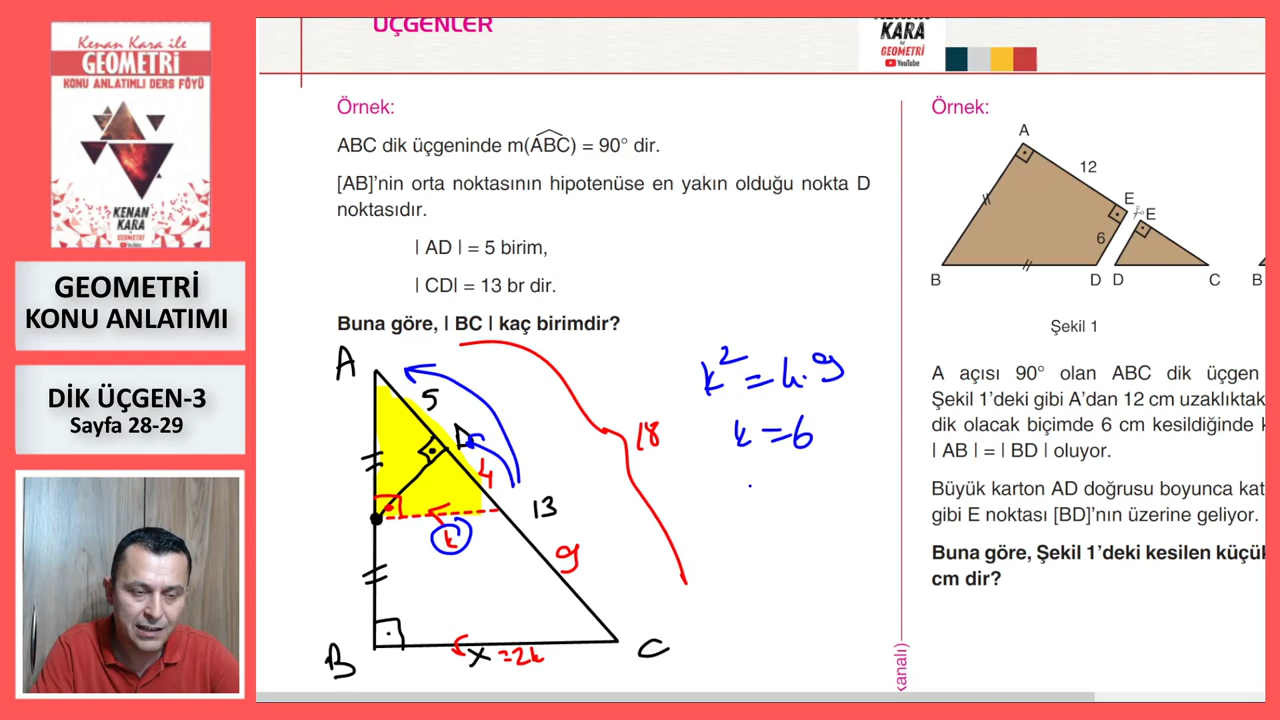 Kenan Kara ile
GEOMETRİ
KONU ANLATIMLI DERS FÖYÜ
KENAN
KARA
YouTube
GEOMETRİ
KONU ANLATIMI
DİK ÜÇGEN-3
Sayfa 28-29
ÜÇGENLER
KENAN
KARA
ile
GEOMETRİ
YouTube
Örnek:
ABC dik üçgeninde m(ABC) = 90° dir.
[AB]'nin orta noktasının hipotenüse en yakın olduğu nokta D
noktasıdır.
| AD | = 5 birim,
| CD| = 13 br dir.
Buna göre, | BC | kaç birimdir?
A
5
D
4
18
13
k
9
B
x = 2k
C
k² = 4.9
k = 6
kanalı)
Örnek:
A
12
E
E
6
B
D
D
C
B
Şekil 1
A açısı 90° olan ABC dik üçgen
Şekil 1'deki gibi A'dan 12 cm uzaklıktak
dik olacak biçimde 6 cm kesildiğinde k
| AB | = | BD | oluyor.
Büyük karton AD doğrusu boyunca kat
gibi E noktası [BD]'nın üzerine geliyor.
Buna göre, Şekil 1'deki kesilen küçük
cm dir?